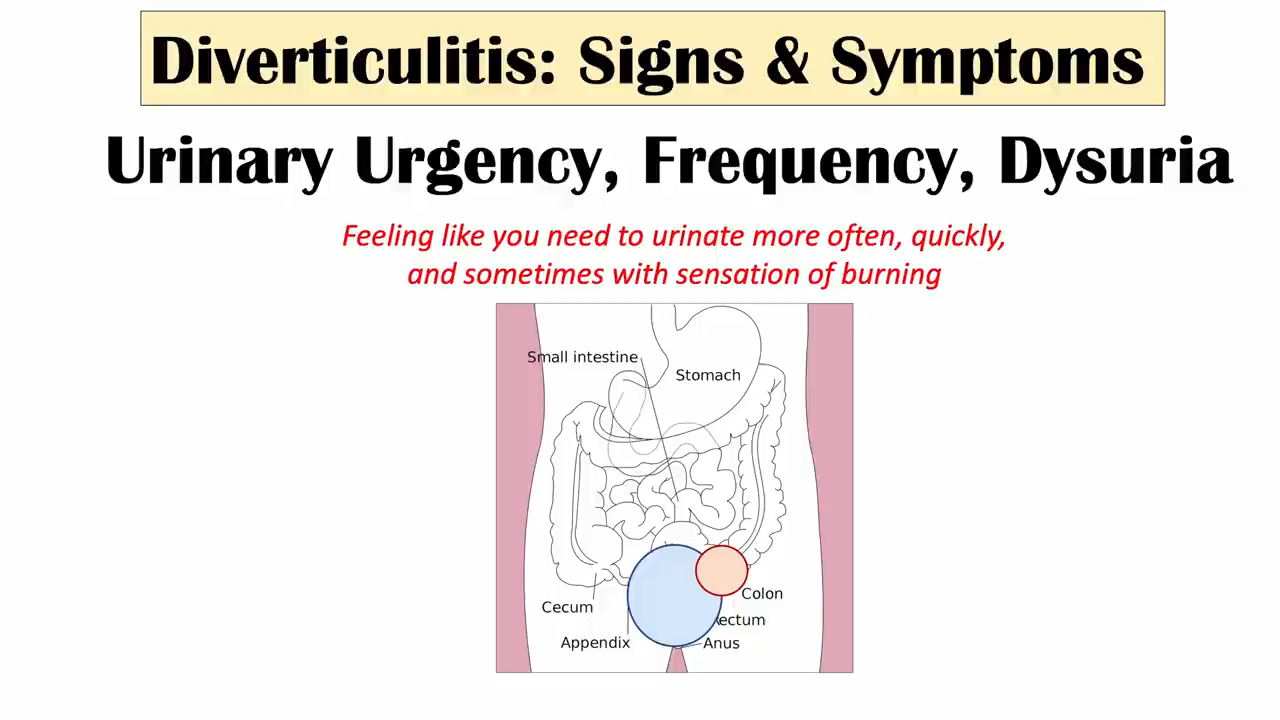 Diverticulitis: Signs & Symptoms
Urinary Urgency, Frequency, Dysuria
Feeling like you need to urinate more often, quickly,
and sometimes with sensation of burning
Small intestine
Stomach
Colon
Cecum
Rectum
Appendix
Anus